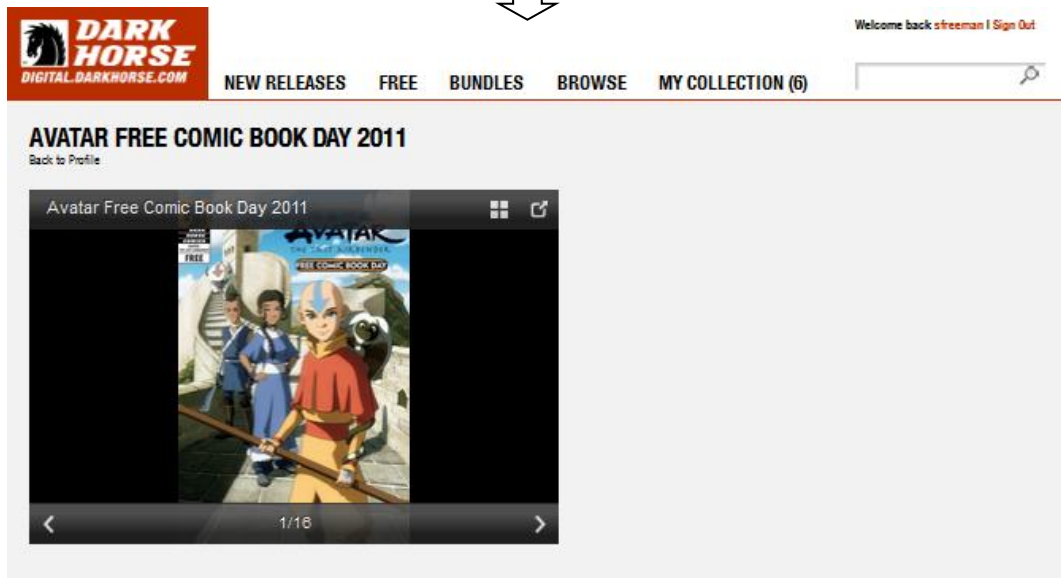 DARK
HORSE
DIGITAL.DARKHORSE.COM
Welcome back sfreeman | Sign Out
NEW RELEASES FREE BUNDLES BROWSE MY COLLECTION (6)
AVATAR FREE COMIC BOOK DAY 2011
Back to Profile
Avatar Free Comic Book Day 2011
AVATAR
THE LAST AIRBENDER
FREE COMIC BOOK DAY
FREE
1/16